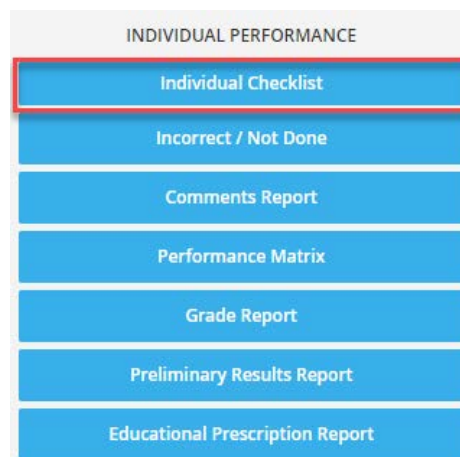 INDIVIDUAL PERFORMANCE
Individual Checklist
Incorrect / Not Done
Comments Report
Performance Matrix
Grade Report
Preliminary Results Report
Educational Prescription Report